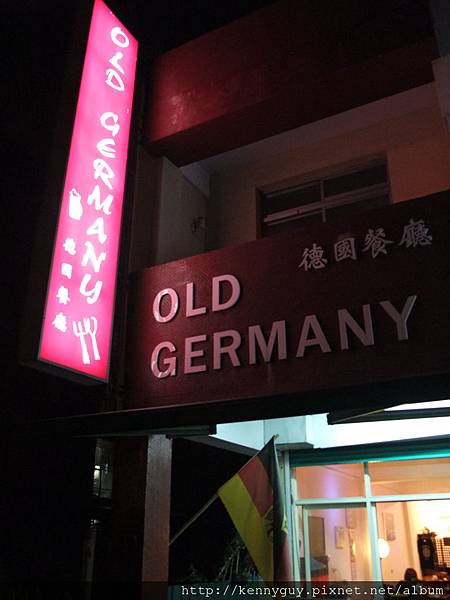 OLD GERMANY
德國餐廳
德國餐廳
OLD
GERMANY
http://kennyguy.pixnet.net/album